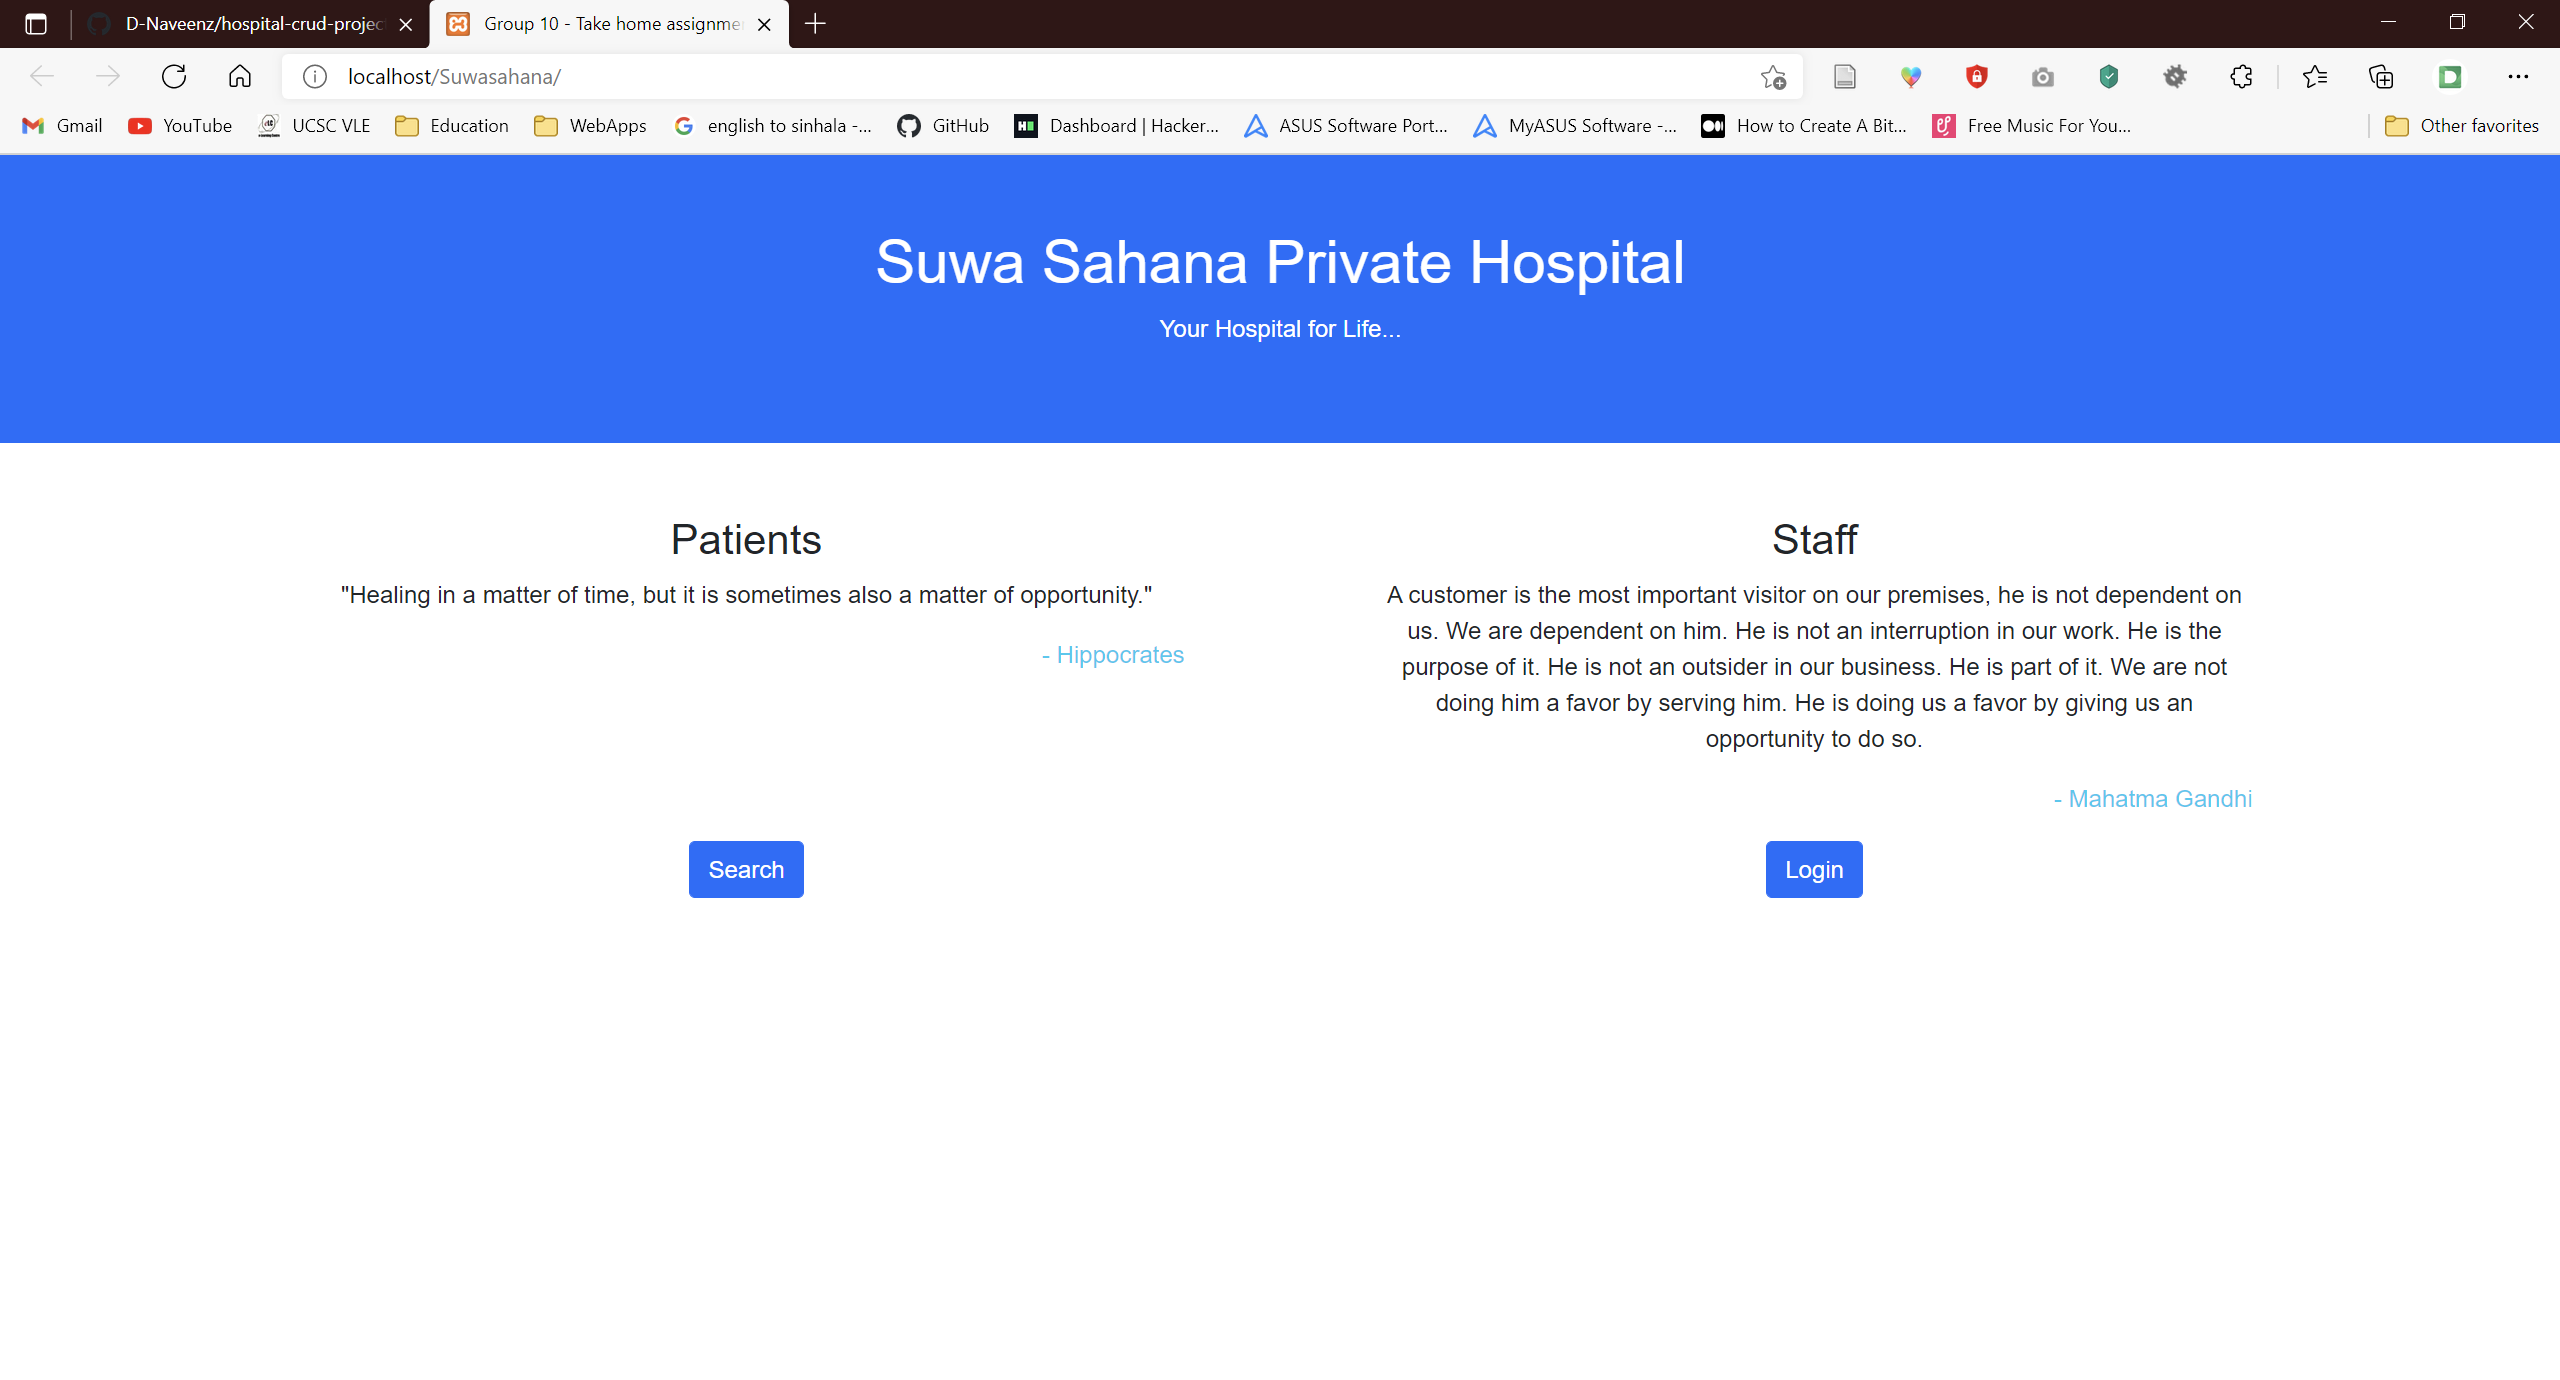 D-Naveenz/hospital-crud-projec
Group 10 - Take home assignme
localhost/Suwasahana/
Gmail YouTube UCSC VLE Education WebApps english to sinhala -... GitHub Dashboard | Hacker... ASUS Software Port... MyASUS Software -... How to Create A Bit... Free Music For You... Other favorites
Suwa Sahana Private Hospital
Your Hospital for Life...
Patients
"Healing in a matter of time, but it is sometimes also a matter of opportunity."
- Hippocrates
Search
Staff
A customer is the most important visitor on our premises, he is not dependent on
us. We are dependent on him. He is not an interruption in our work. He is the
purpose of it. He is not an outsider in our business. He is part of it. We are not
doing him a favor by serving him. He is doing us a favor by giving us an
opportunity to do so.
- Mahatma Gandhi
Login